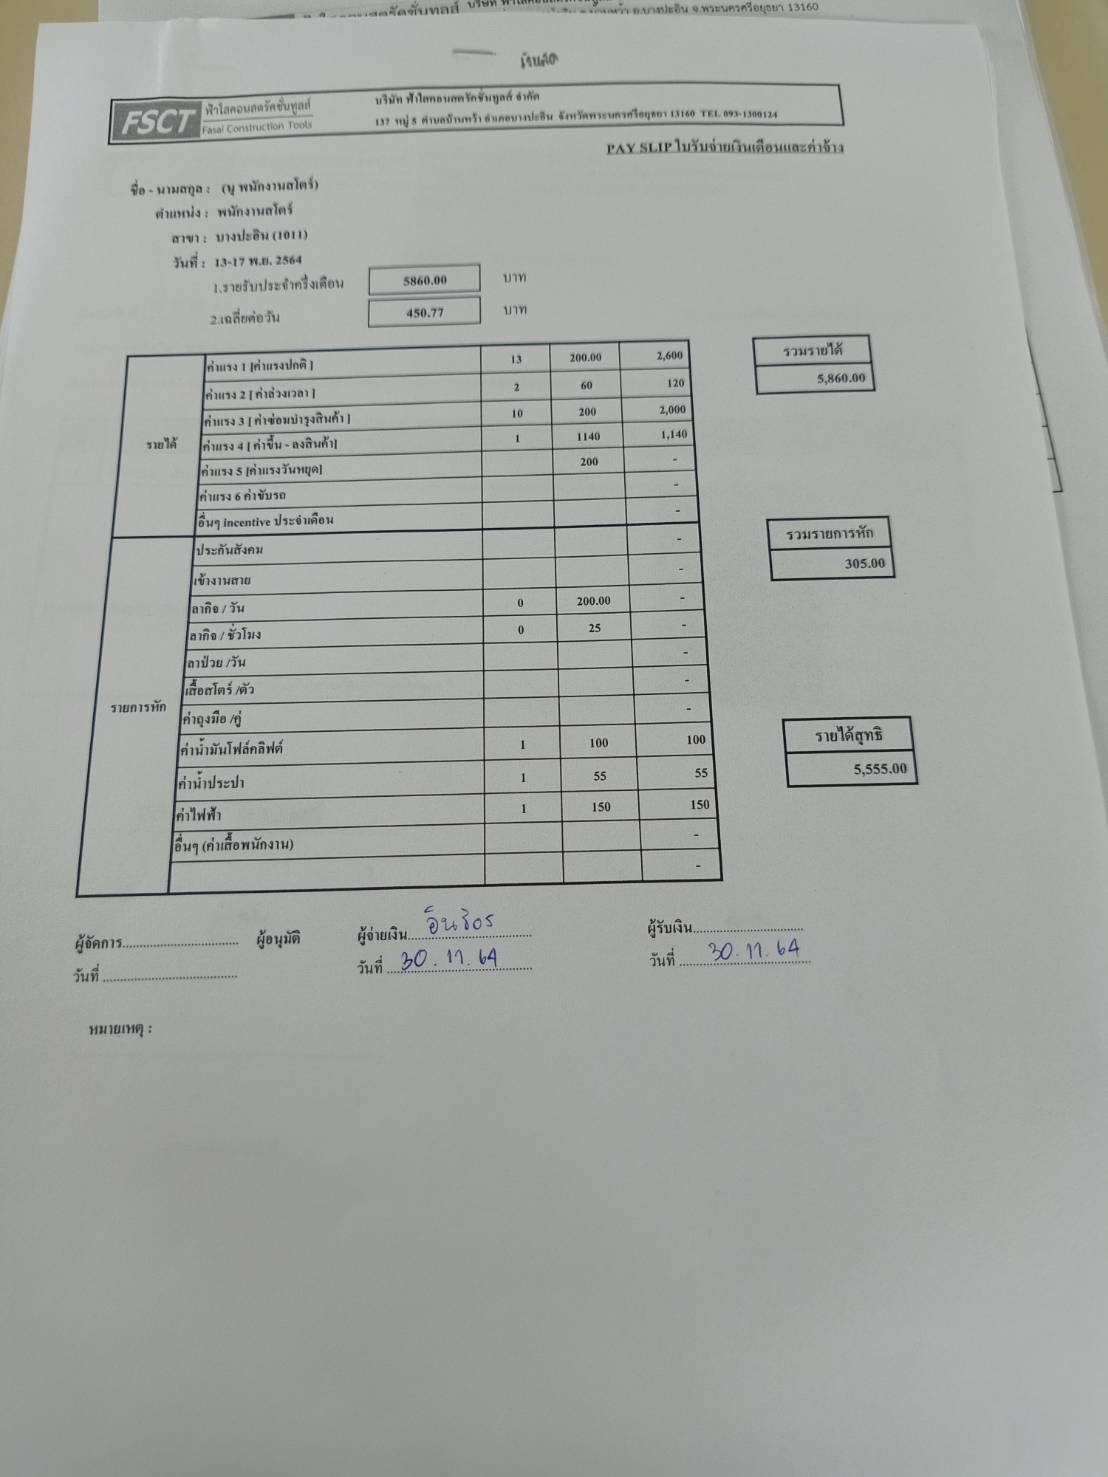 บริษัท
อ.บางปะอิน จ.พระนครศรีอยุธยา 13160
ต้นฉบับ
FSCT
ฟ้าใสคอนสตรัคชั่นทูลส์
Fasai Construction Tools
บริษัท ฟ้าใสคอนสตรัคชั่นทูลส์ จำกัด
137 หมู่ 8 ตำบลบ้านหว้า อำเภอบางปะอิน จังหวัดพระนครศรีอยุธยา 13160 TEL. 093-1300124
PAY SLIP ใบรับจ่ายเงินเดือนและค่าจ้าง
ชื่อ - นามสกุล : (นู พนักงานสโตร์)
ตำแหน่ง : พนักงานสโตร์
สาขา : บางปะอิน (1011)
วันที่ : 13-17 พ.ย. 2564
1.รายรับประจำครึ่งเดือน 5860.00 บาท
2.เฉลี่ยต่อวัน 450.77 บาท
รายได้
ค่าแรง 1 [ค่าแรงปกติ ] 13 200.00 2,600
ค่าแรง 2 [ ค่าล่วงเวลา ] 2 60 120
ค่าแรง 3 [ ค่าซ่อมบำรุงสินค้า ] 10 200 2,000
ค่าแรง 4 [ ค่าขึ้น - ลงสินค้า] 1 1140 1,140
ค่าแรง 5 [ค่าแรงวันหยุด] 200 -
ค่าแรง 6 ค่าขับรถ -
อื่นๆ incentive ประจำเดือน -
รวมรายได้
5,860.00
รายการหัก
ประกันสังคม -
เข้างานสาย -
ลากิจ / วัน 0 200.00 -
ลากิจ / ชั่วโมง 0 25 -
ลาป่วย /วัน -
เสื้อสโตร์ /ตัว -
ค่าถุงมือ /คู่ -
ค่าน้ำมันโฟล์คลิฟต์ 1 100 100
ค่าน้ำประปา 1 55 55
ค่าไฟฟ้า 1 150 150
อื่นๆ (ค่าเสื้อพนักงาน) -
-
รวมรายการหัก
305.00
รายได้สุทธิ
5,555.00
ผู้จัดการ ผู้อนุมัติ ผู้จ่ายเงิน ผู้รับเงิน
วันที่ วันที่ 30.11.64 วันที่ 30.11.64
หมายเหตุ :